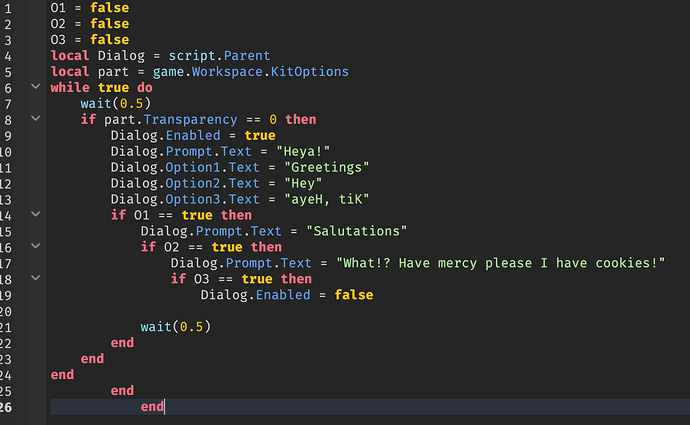 1 O1 = false
2 O2 = false
3 O3 = false
4 local Dialog = script.Parent
5 local part = game.Workspace.KitOptions
6 while true do
7     wait(0.5)
8     if part.Transparency == 0 then
9         Dialog.Enabled = true
10         Dialog.Prompt.Text = "Heya!"
11         Dialog.Option1.Text = "Greetings"
12         Dialog.Option2.Text = "Hey"
13         Dialog.Option3.Text = "ayeH, tiK"
14         if O1 == true then
15             Dialog.Prompt.Text = "Salutations"
16             if O2 == true then
17                 Dialog.Prompt.Text = "What!? Have mercy please I have cookies!"
18                 if O3 == true then
19                     Dialog.Enabled = false
20
21             wait(0.5)
22         end
23     end
24 end
25         end
26             end